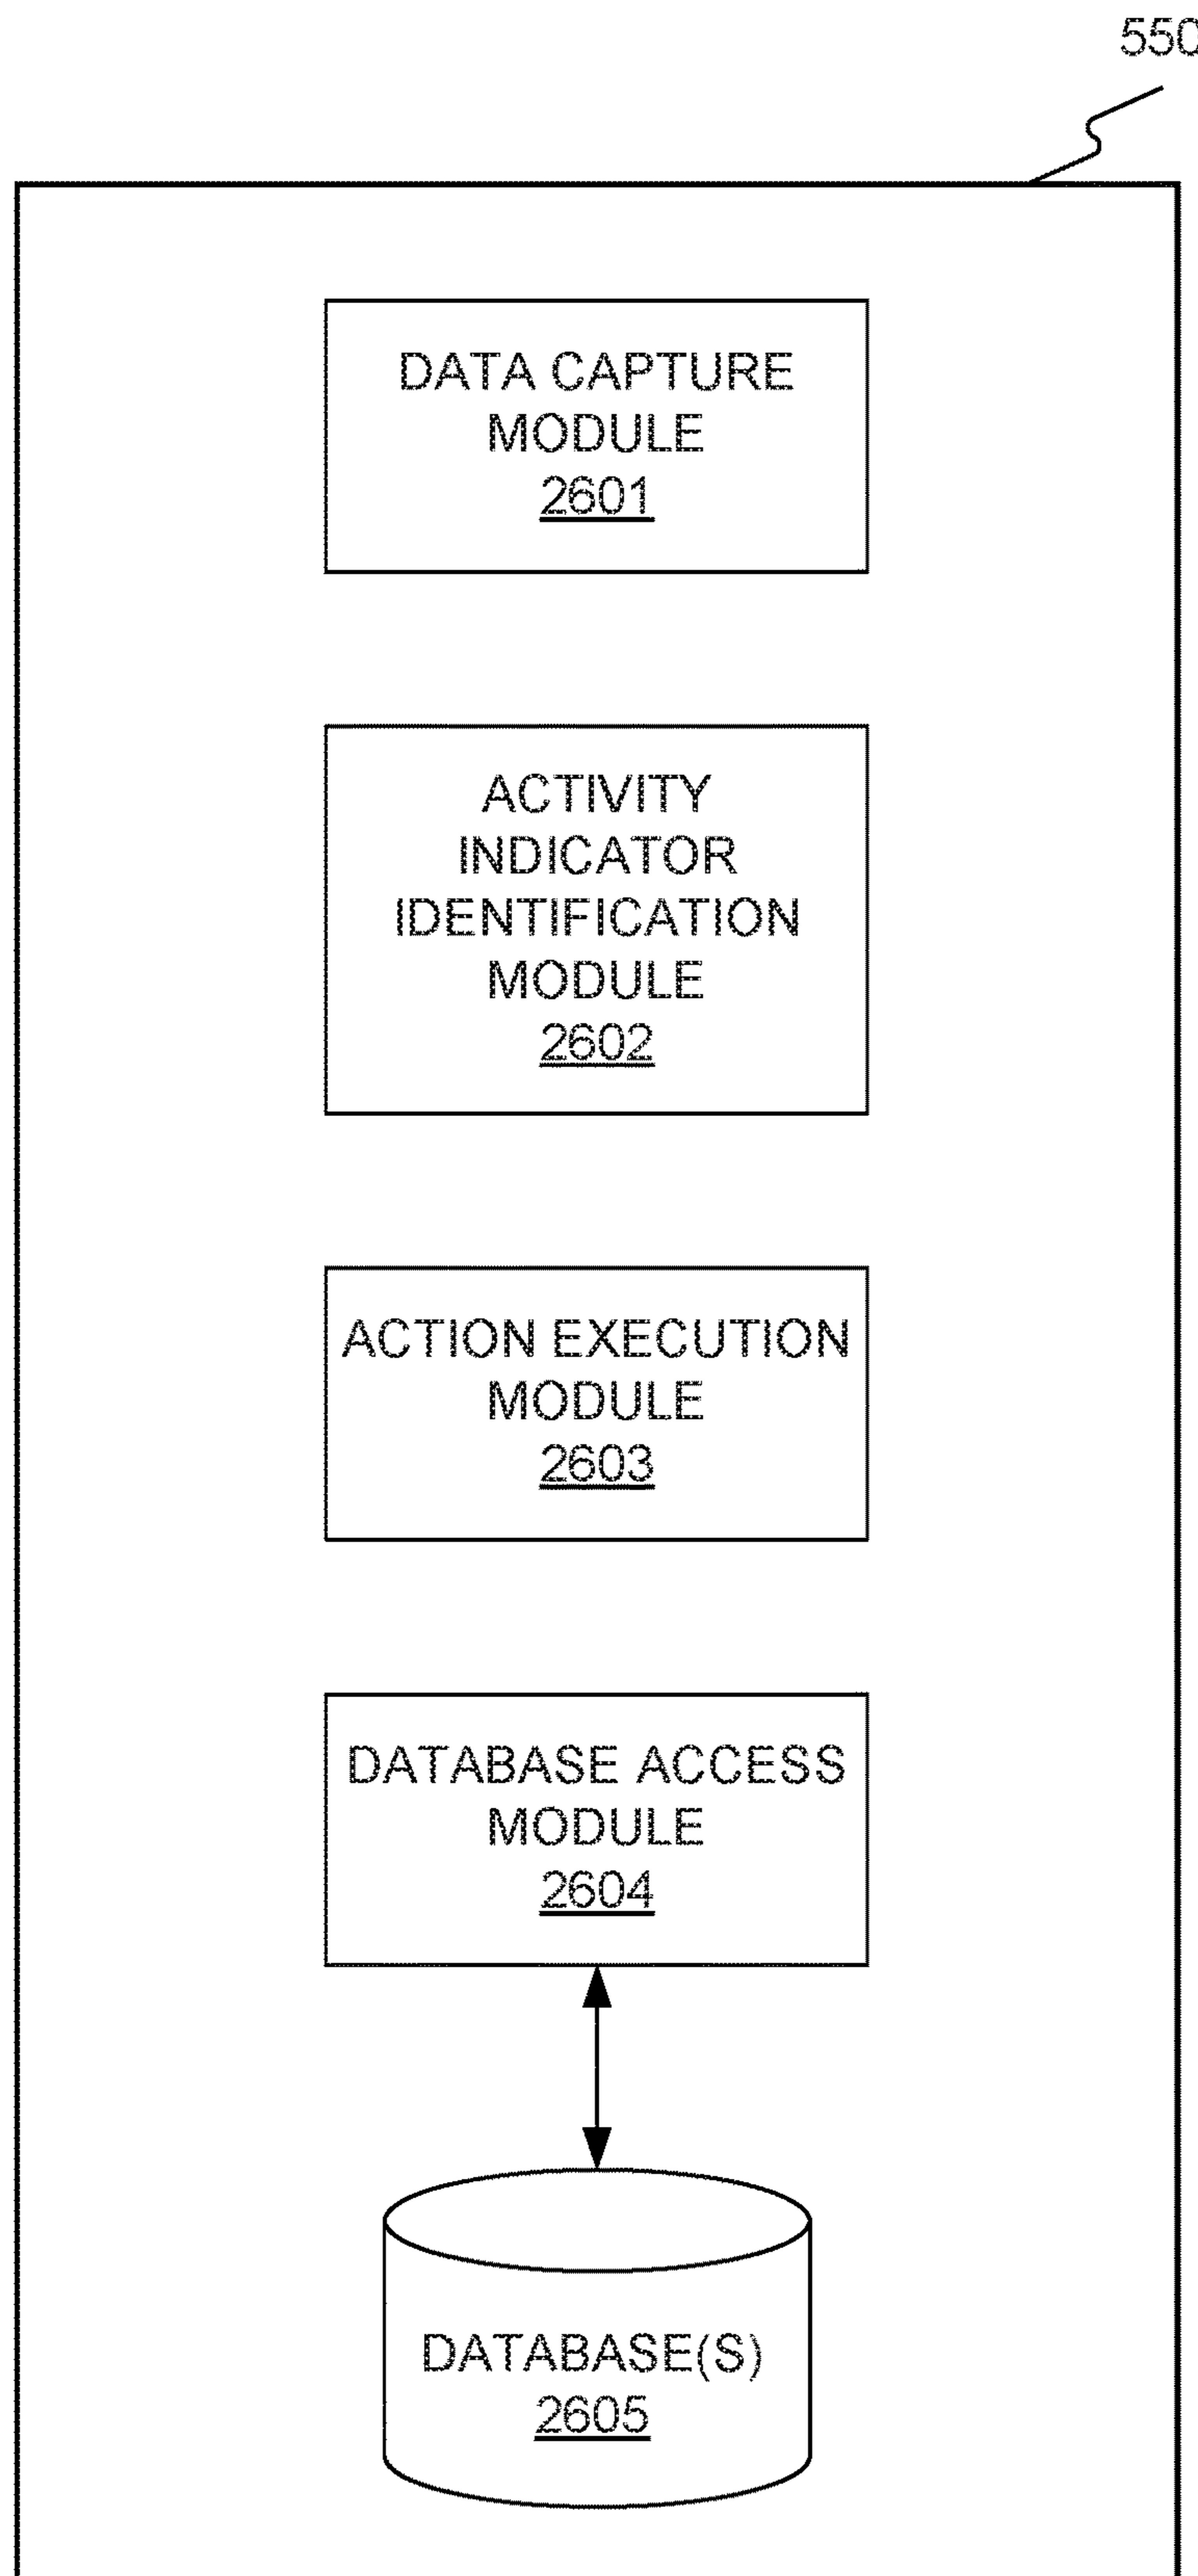 550
DATA CAPTURE
MODULE
2601
ACTIVITY
INDICATOR
IDENTIFICATION
MODULE
2602
ACTION EXECUTION
MODULE
2603
DATABASE ACCESS
MODULE
2604
DATABASE(S)
2605